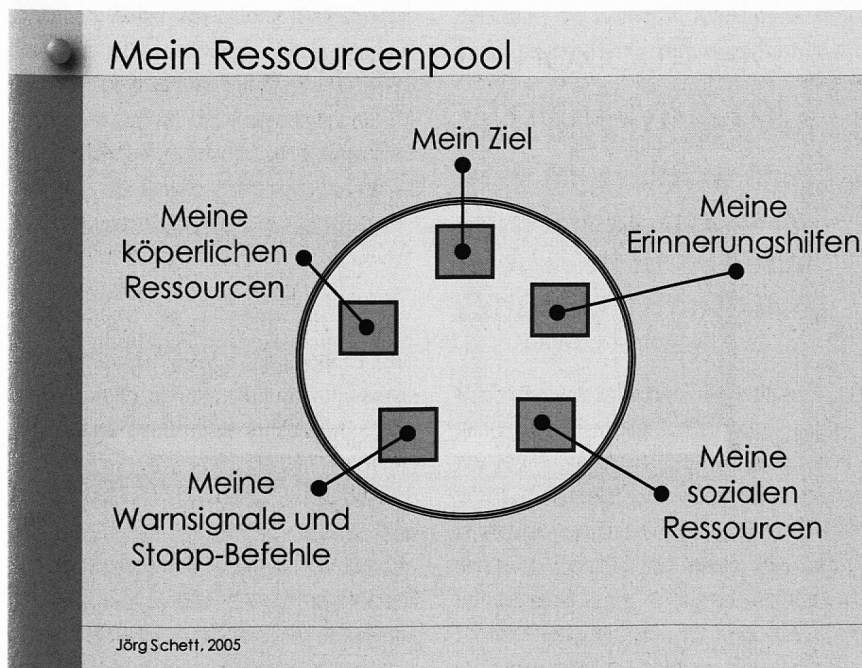 Mein Ressourcenpool
Mein Ziel
Meine
köperlichen
Ressourcen
Meine
Erinnerungshilfen
Meine
Warnsignale und
Stopp-Befehle
Meine
sozialen
Ressourcen
Jörg Schett, 2005